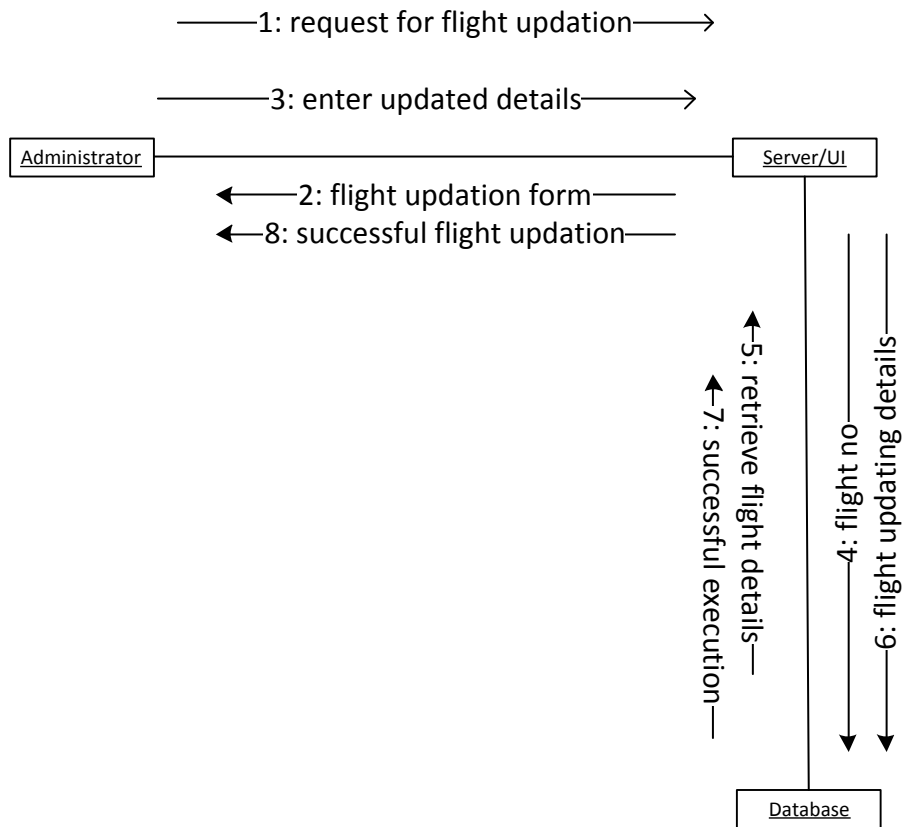 1: request for flight updation
3: enter updated details
Administrator
Server/UI
2: flight updation form
8: successful flight updation
7: successful execution
5: retrieve flight details
4: flight no
6: flight updating details
Database